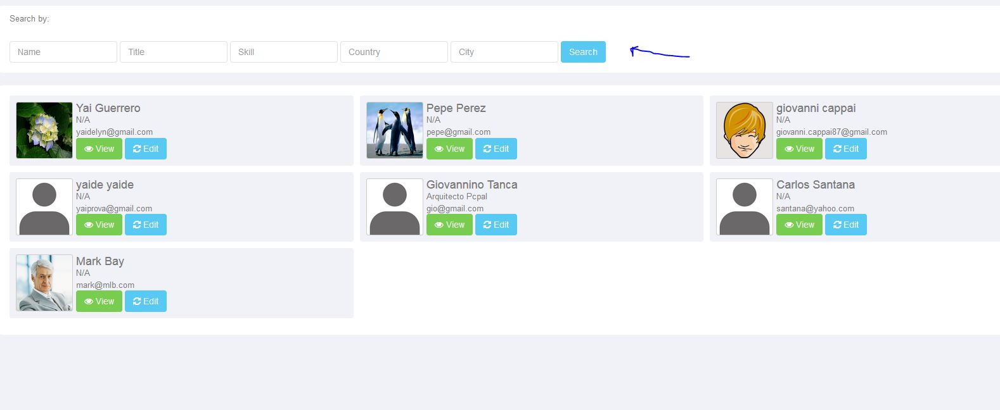 Search by:
Name Title Skill Country City Search
Yai Guerrero
N/A
yaidelyn@gmail.com
View Edit
Pepe Perez
N/A
pepe@gmail.com
View Edit
giovanni cappai
N/A
giovanni.cappai87@gmail.com
View Edit
yaide yaide
N/A
yaiprova@gmail.com
View Edit
Giovannino Tanca
Arquitecto Pcpal
gio@gmail.com
View Edit
Carlos Santana
N/A
santana@yahoo.com
View Edit
Mark Bay
N/A
mark@mlb.com
View Edit